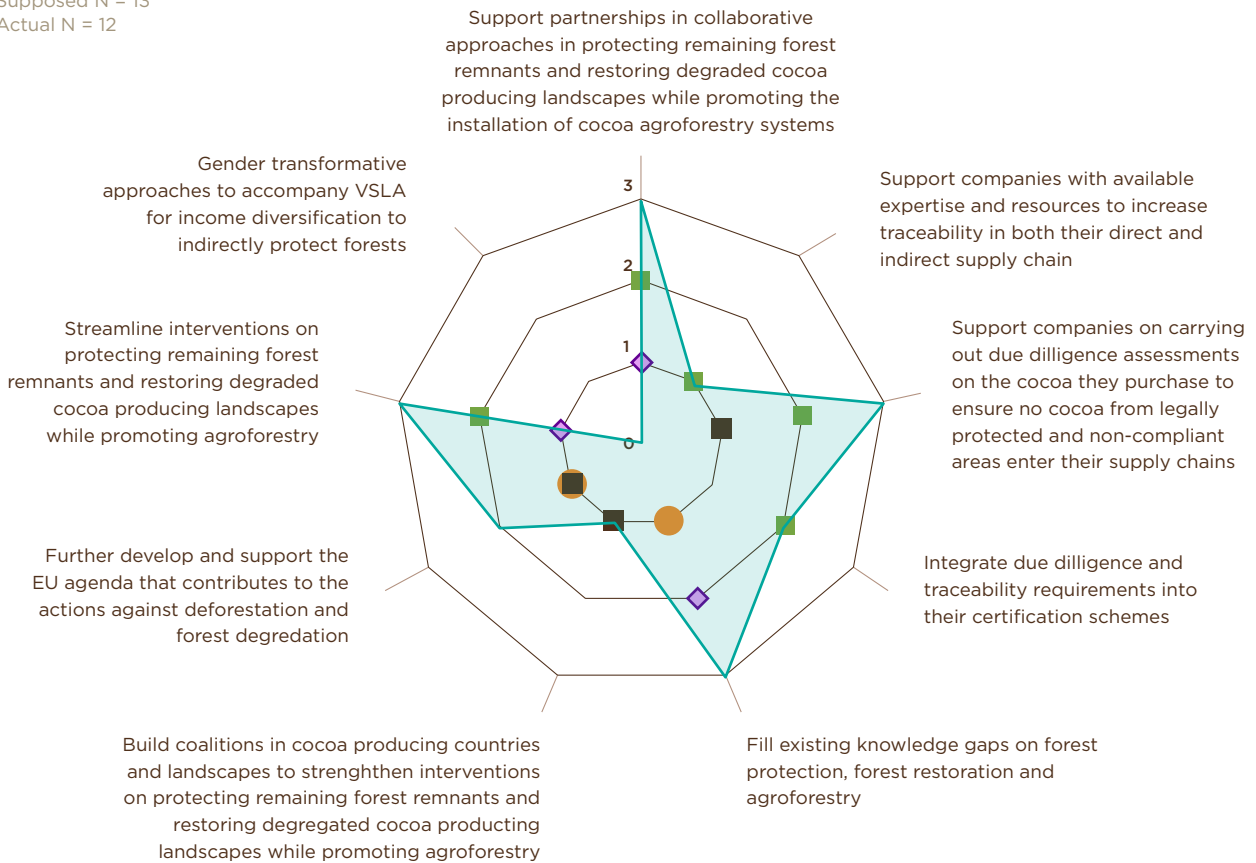 Supposed N = 13
Actual N = 12
Support partnerships in collaborative
approaches in protecting remaining forest
remnants and restoring degraded cocoa
producing landscapes while promoting the
installation of cocoa agroforestry systems
Gender transformative
approaches to accompany VSLA
for income diversification to
indirectly protect forests
Support companies with available
expertise and resources to increase
traceability in both their direct and
indirect supply chain
3
2
1
0
Streamline interventions on
protecting remaining forest
remnants and restoring degraded
cocoa producing landscapes
while promoting agroforestry
Support companies on carrying
out due dilligence assessments
on the cocoa they purchase to
ensure no cocoa from legally
protected and non-compliant
areas enter their supply chains
Further develop and support the
EU agenda that contributes to the
actions against deforestation and
forest degredation
Integrate due dilligence and
traceability requirements into
their certification schemes
Build coalitions in cocoa producing countries
and landscapes to strenghthen interventions
on protecting remaining forest remnants and
restoring degregated cocoa producting
landscapes while promoting agroforestry
Fill existing knowledge gaps on forest
protection, forest restoration and
agroforestry